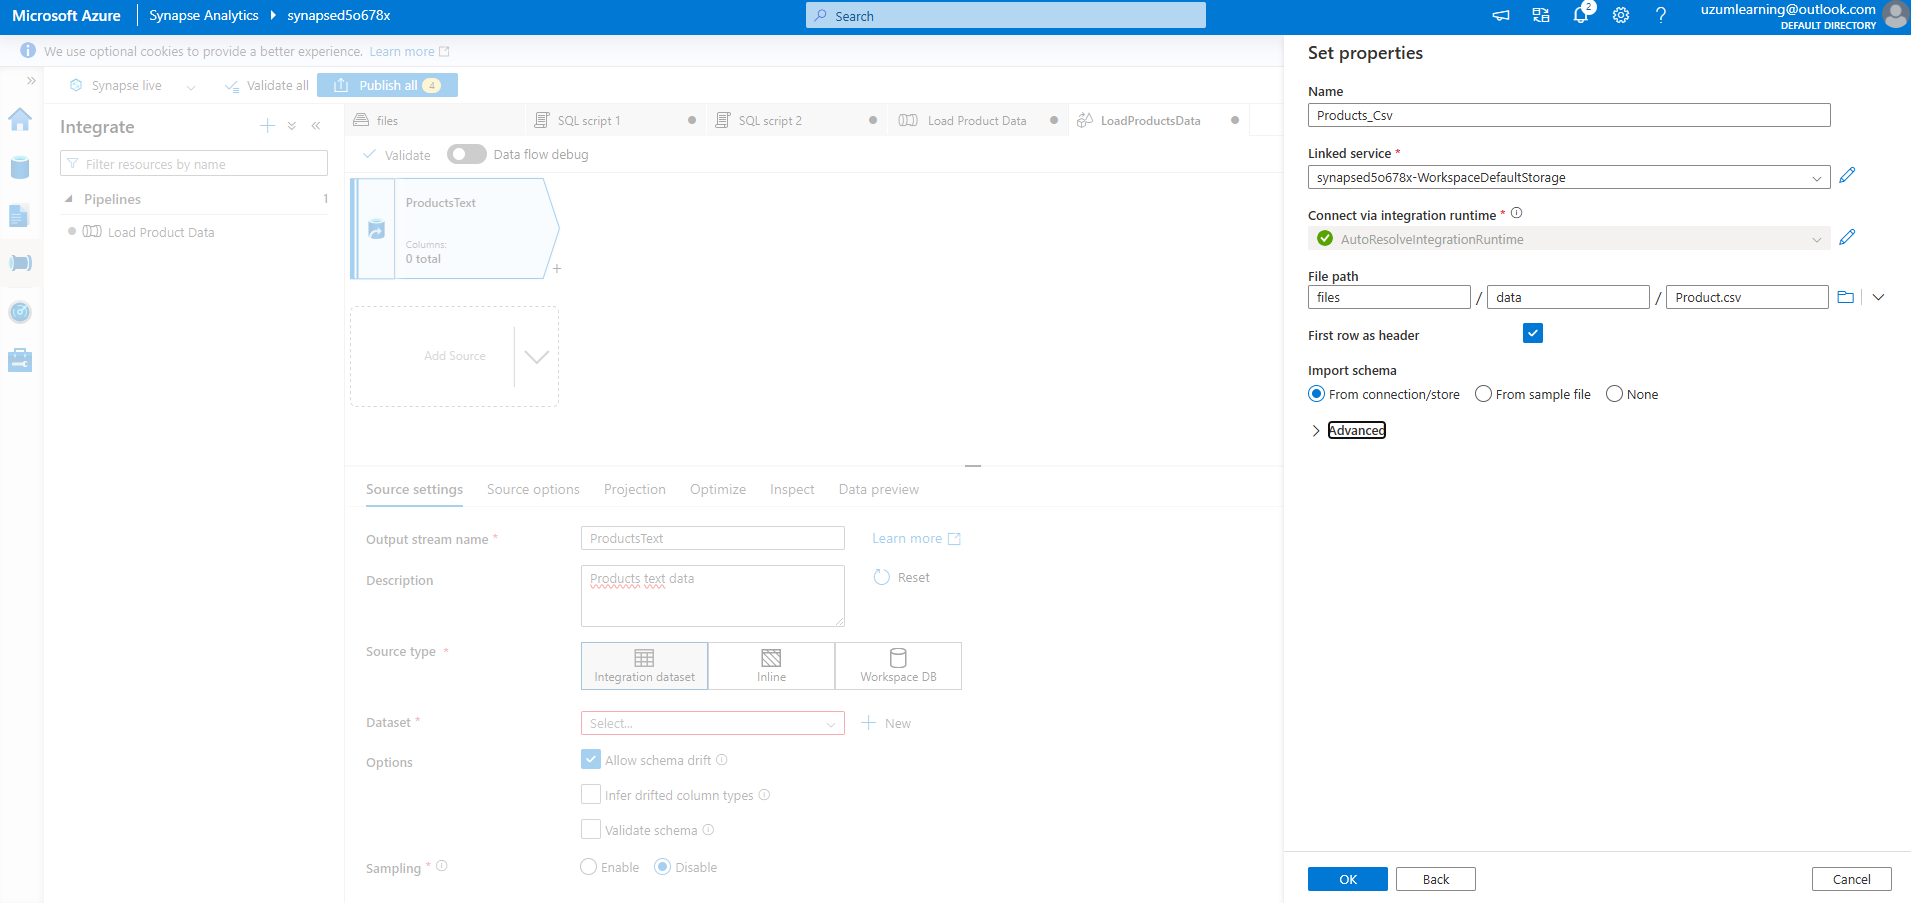 Microsoft Azure
Synapse Analytics
synapsed5o678x
Search
2
uzumlearning@outlook.com
DEFAULT DIRECTORY
We use optional cookies to provide a better experience. Learn more
Synapse live
Validate all
Publish all 4
Integrate
Filter resources by name
Pipelines 1
Load Product Data
files
SQL script 1
SQL script 2
Load Product Data
LoadProductsData
Validate
Data flow debug
ProductsText
Columns:
0 total
+
Add Source
Source settings
Source options
Projection
Optimize
Inspect
Data preview
Output stream name *
ProductsText
Learn more
Description
Products text data
Reset
Source type *
Integration dataset
Inline
Workspace DB
Dataset *
Select...
New
Options
Allow schema drift
Infer drifted column types
Validate schema
Sampling *
Enable
Disable
Set properties
Name
Products_Csv
Linked service *
synapsed5o678x-WorkspaceDefaultStorage
Connect via integration runtime *
AutoResolveIntegrationRuntime
File path
files / data / Product.csv
First row as header
Import schema
From connection/store
From sample file
None
Advanced
OK
Back
Cancel